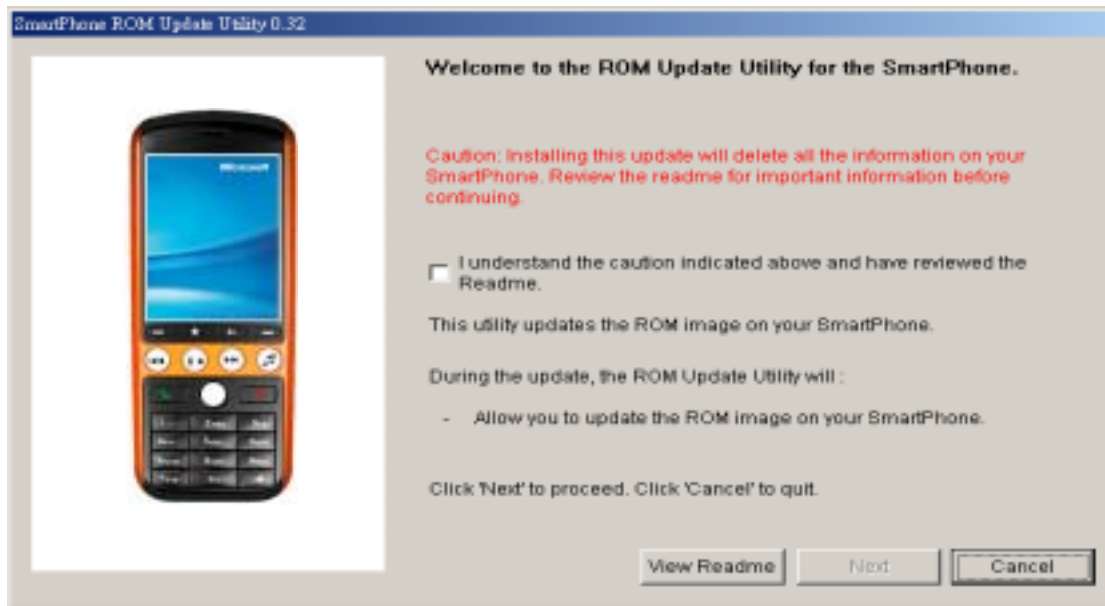 SmartPhone ROM Update Utility 0.32
Welcome to the ROM Update Utility for the SmartPhone.
Caution: Installing this update will delete all the information on your
SmartPhone. Review the readme for important information before
continuing.
I understand the caution indicated above and have reviewed the
Readme.
This utility updates the ROM image on your SmartPhone.
During the update, the ROM Update Utility will :
- Allow you to update the ROM image on your SmartPhone.
Click 'Next' to proceed. Click 'Cancel' to quit.
View Readme
Next
Cancel